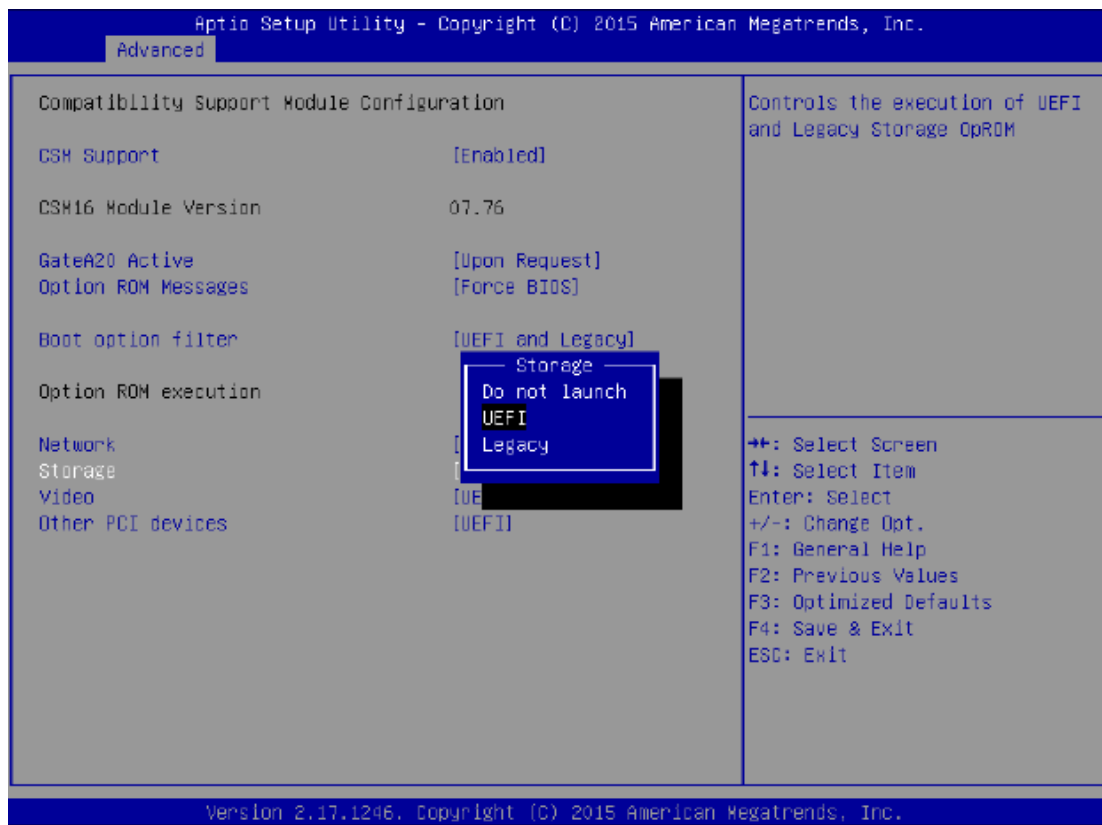 Aptio Setup Utility - Copyright (C) 2015 American Megatrends, Inc.
Advanced
Compatibility Support Module Configuration
CSM Support [Enabled]
CSM16 Module Version 07.76
GateA20 Active [Upon Request]
Option ROM Messages [Force BIOS]
Boot option filter [UEFI and Legacy]
Option ROM execution
Network [
Storage [
Video [UE
Other PCI devices [UEFI]
Storage
Do not launch
UEFI
Legacy
Controls the execution of UEFI
and Legacy Storage OpROM
→←: Select Screen
↑↓: Select Item
Enter: Select
+/-: Change Opt.
F1: General Help
F2: Previous Values
F3: Optimized Defaults
F4: Save & Exit
ESC: Exit
Version 2.17.1246. Copyright (C) 2015 American Megatrends, Inc.